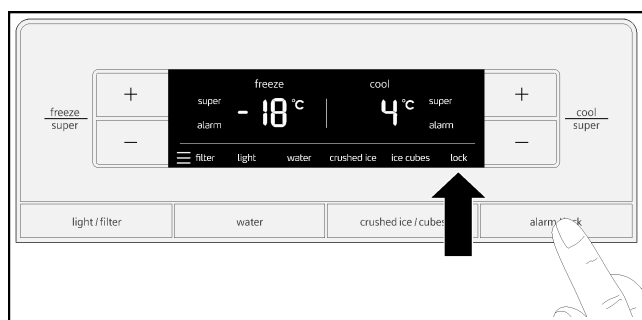 freeze
super
+
−
freeze cool
super - 18 °C 4 °C super
alarm alarm
filter light water crushed ice ice cubes lock
+
−
cool
super
light / filter water crushed ice / cubes